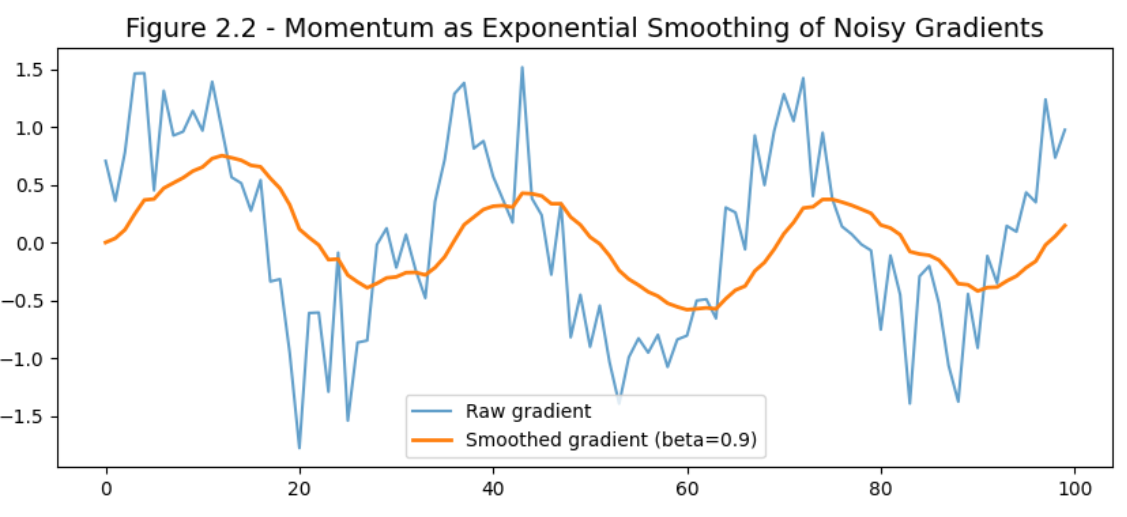 Figure 2.2 - Momentum as Exponential Smoothing of Noisy Gradients
1.5
1.0
0.5
0.0
−0.5
−1.0
−1.5
Raw gradient
Smoothed gradient (beta=0.9)
0 20 40 60 80 100